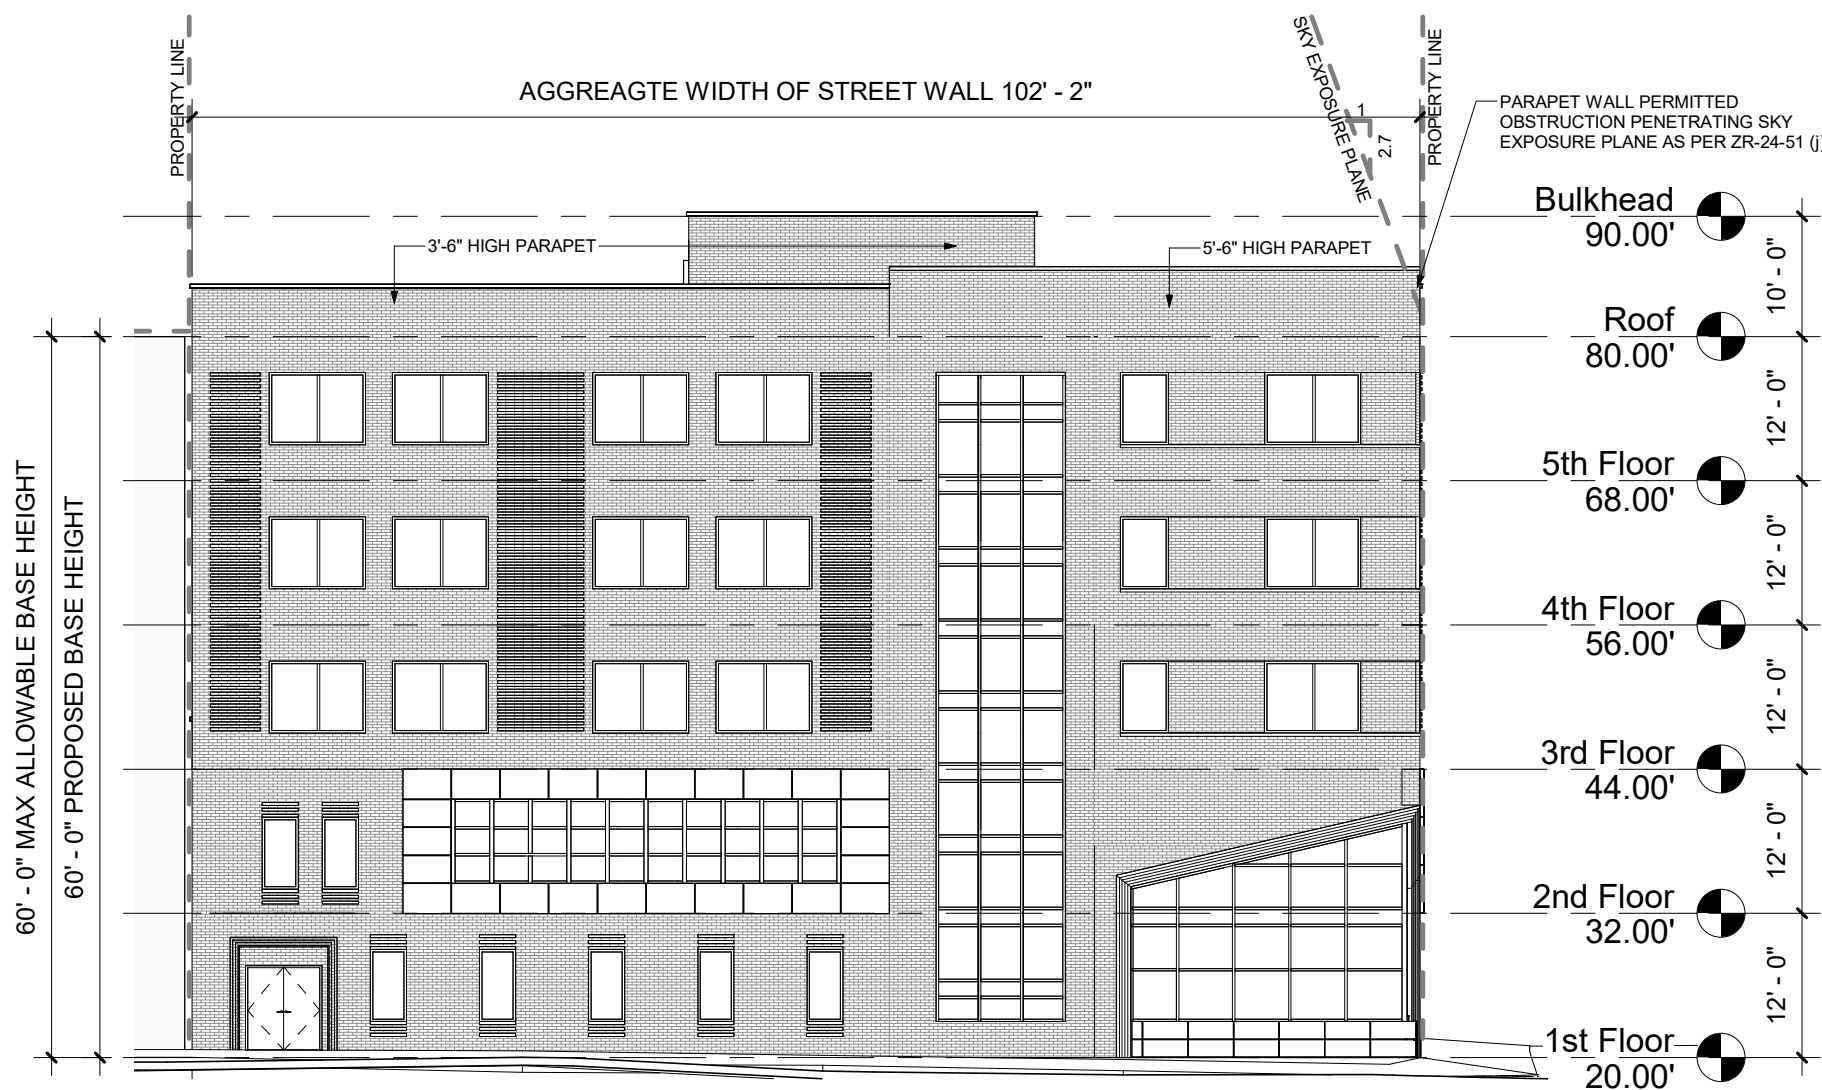 PROPERTY LINE
AGGREAGTE WIDTH OF STREET WALL 102' - 2"
SKY EXPOSURE PLANE
1
2.7
PROPERTY LINE
PARAPET WALL PERMITTED
OBSTRUCTION PENETRATING SKY
EXPOSURE PLANE AS PER ZR-24-51 (j)
3'-6" HIGH PARAPET
5'-6" HIGH PARAPET
Bulkhead
90.00'
10' - 0"
Roof
80.00'
12' - 0"
5th Floor
68.00'
12' - 0"
4th Floor
56.00'
12' - 0"
3rd Floor
44.00'
12' - 0"
2nd Floor
32.00'
12' - 0"
1st Floor
20.00'
60' - 0" MAX ALLOWABLE BASE HEIGHT
60' - 0" PROPOSED BASE HEIGHT